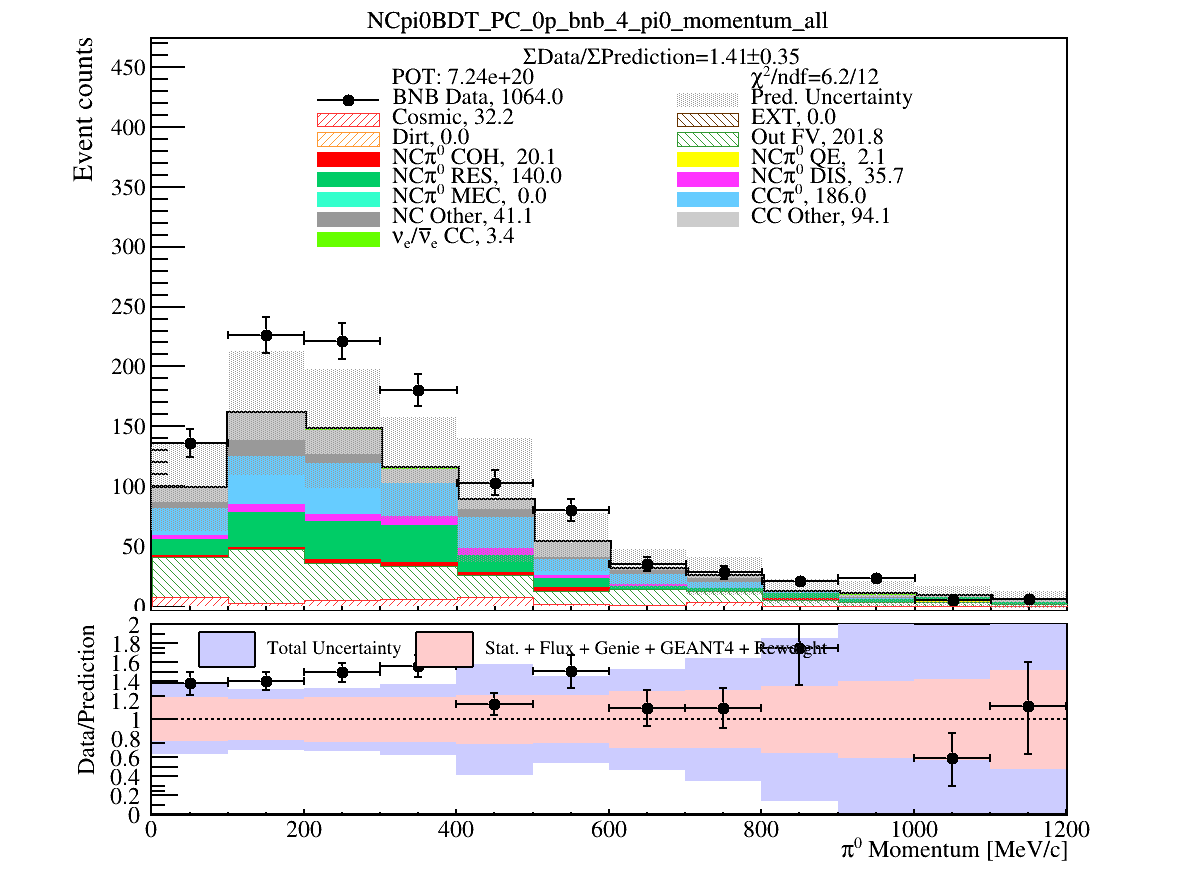 NCpi0BDT_PC_0p_bnb_4_pi0_momentum_all
ΣData/ΣPrediction=1.41±0.35
POT: 7.24e+20
χ²/ndf=6.2/12
BNB Data, 1064.0
Pred. Uncertainty
Cosmic, 32.2
EXT, 0.0
Dirt, 0.0
Out FV, 201.8
NCπ⁰ COH, 20.1
NCπ⁰ QE, 2.1
NCπ⁰ RES, 140.0
NCπ⁰ DIS, 35.7
NCπ⁰ MEC, 0.0
CCπ⁰, 186.0
NC Other, 41.1
CC Other, 94.1
νₑ/ν̅ₑ CC, 3.4
Event counts
450
400
350
300
250
200
150
100
50
0
Total Uncertainty
Stat. + Flux + Genie + GEANT4 + Reweight
Data/Prediction
2
1.8
1.6
1.4
1.2
1
0.8
0.6
0.4
0.2
0
0 200 400 600 800 1000 1200
π⁰ Momentum [MeV/c]